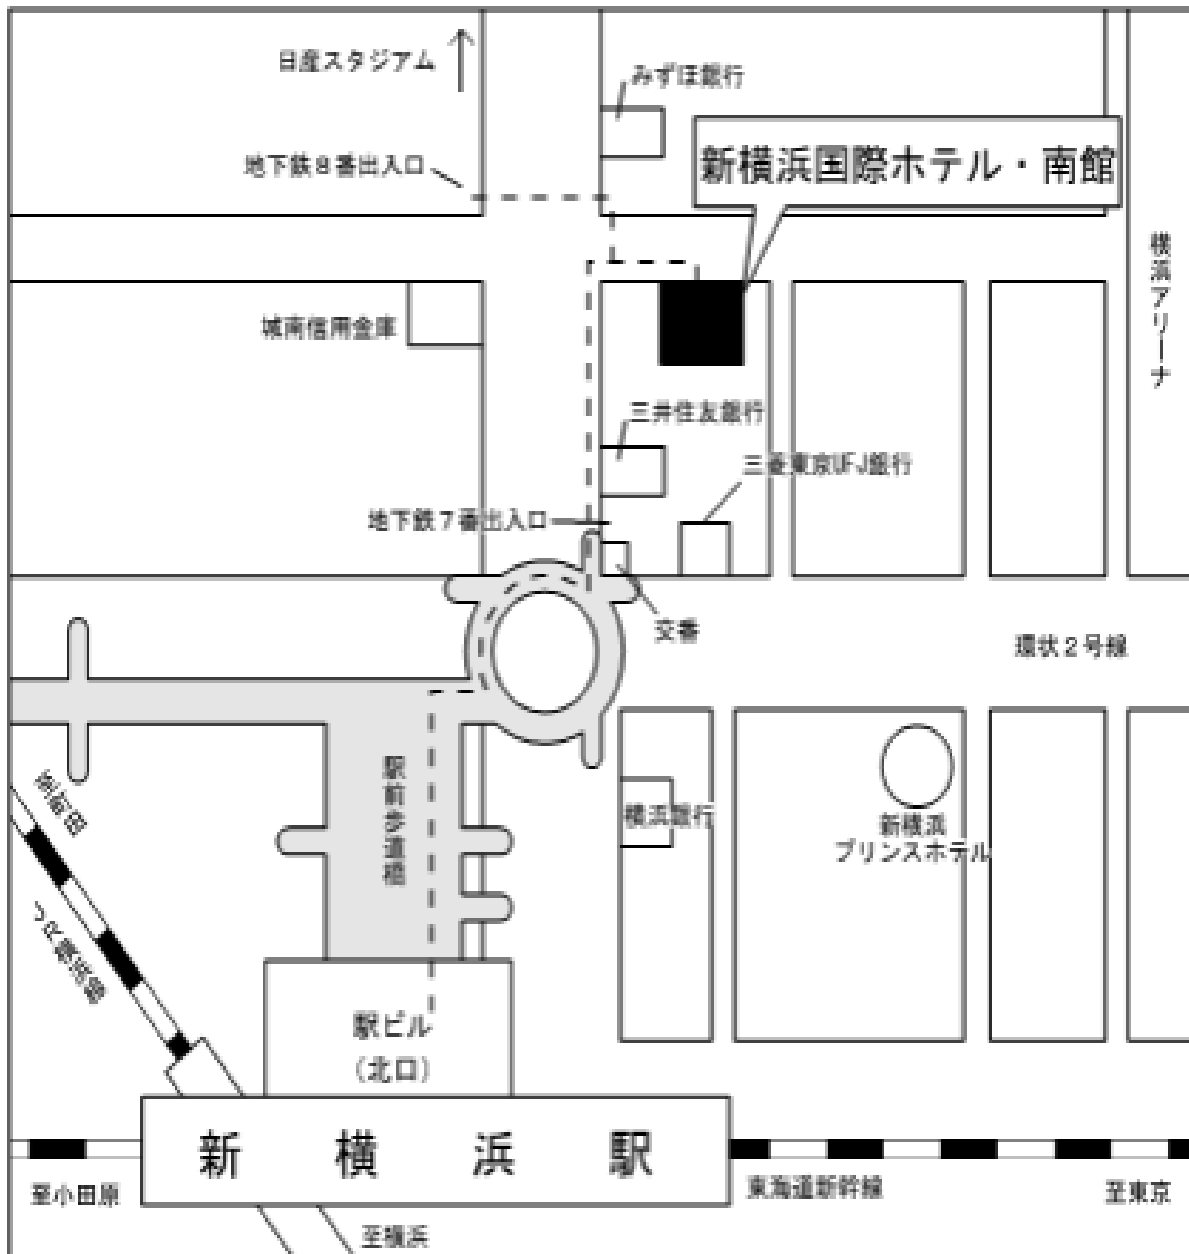 日産スタジアム
みずほ銀行
新横浜国際ホテル・南館
地下鉄8番出入口
横浜アリーナ
城南信用金庫
三井住友銀行
三菱東京UFJ銀行
地下鉄7番出入口
交番
環状2号線
駅前歩道橋
横浜銀行
新横浜
プリンスホテル
至町田
JR横浜線
駅ビル
(北口)
新横浜駅
至小田原
東海道新幹線
至東京
至横浜